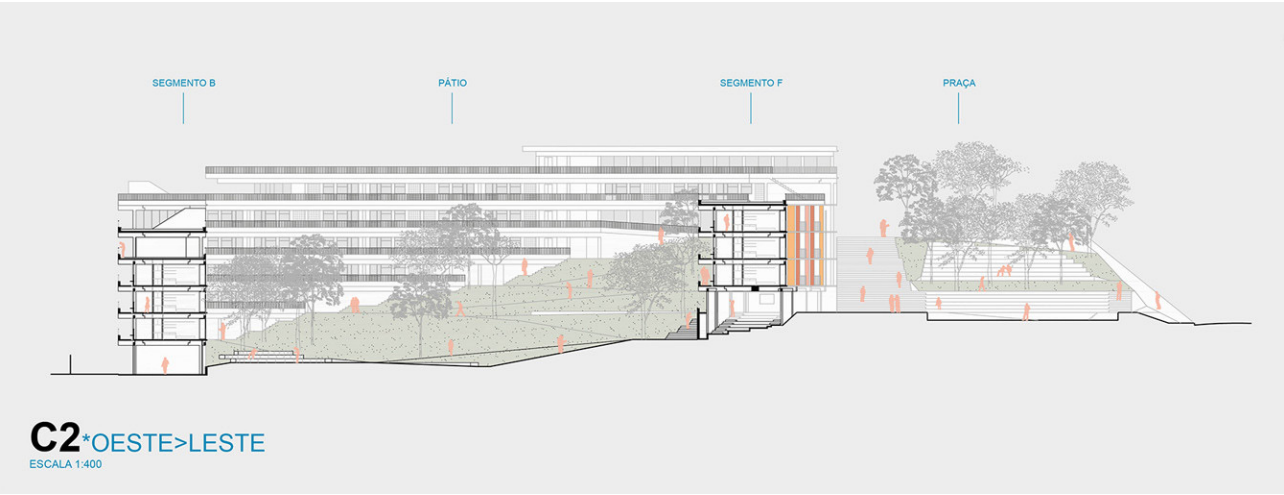 SEGMENTO B
PÁTIO
SEGMENTO F
PRAÇA
C2*OESTE>LESTE
ESCALA 1:400